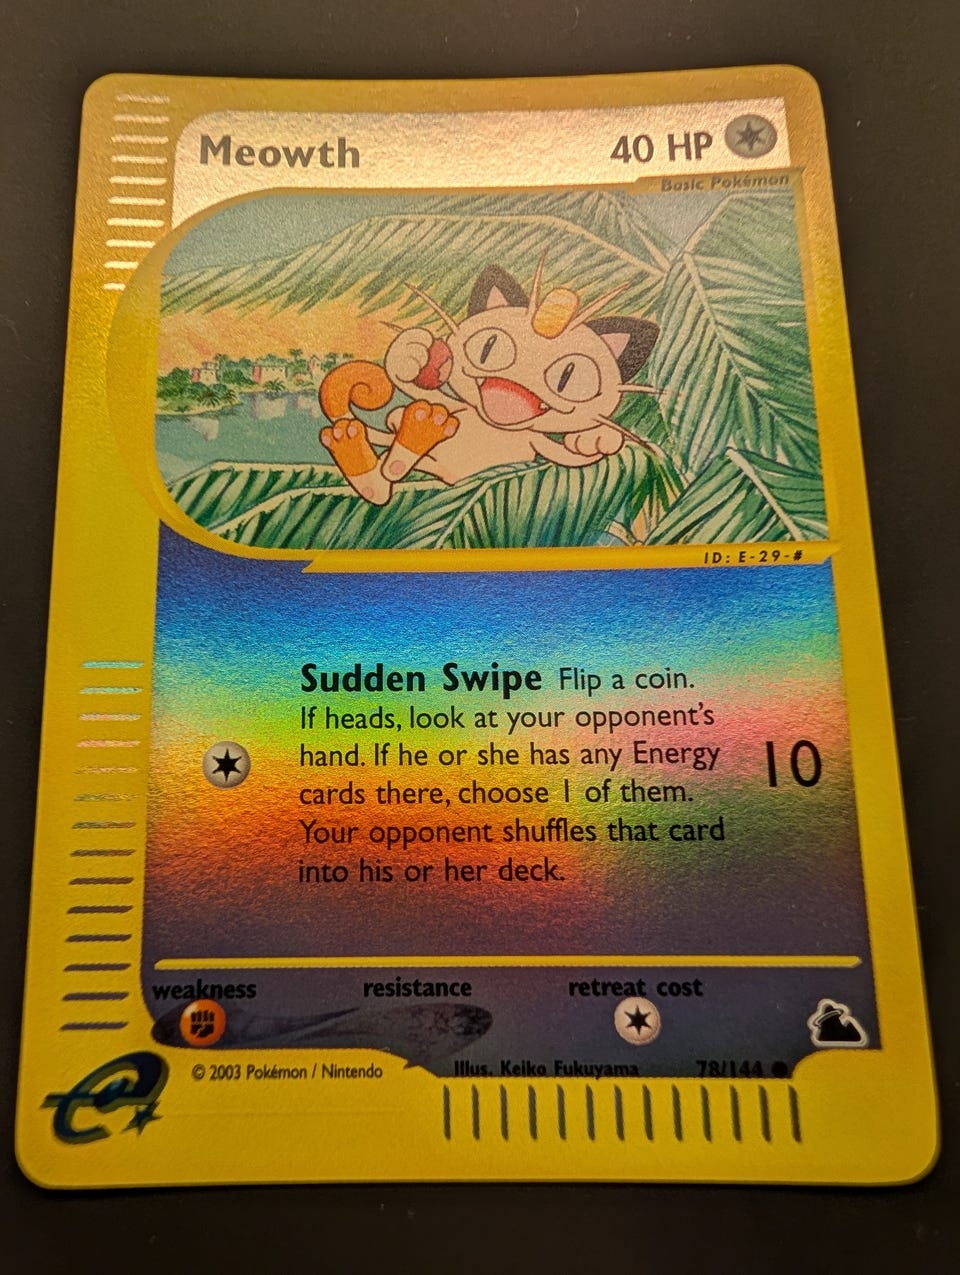 Meowth 40 HP
Basic Pokémon
ID: E-29-#
Sudden Swipe Flip a coin.
If heads, look at your opponent's
hand. If he or she has any Energy
cards there, choose 1 of them.
Your opponent shuffles that card
into his or her deck.
10
weakness resistance retreat cost
© 2003 Pokémon / Nintendo
Illus. Keiko Fukuyama 78/144
e